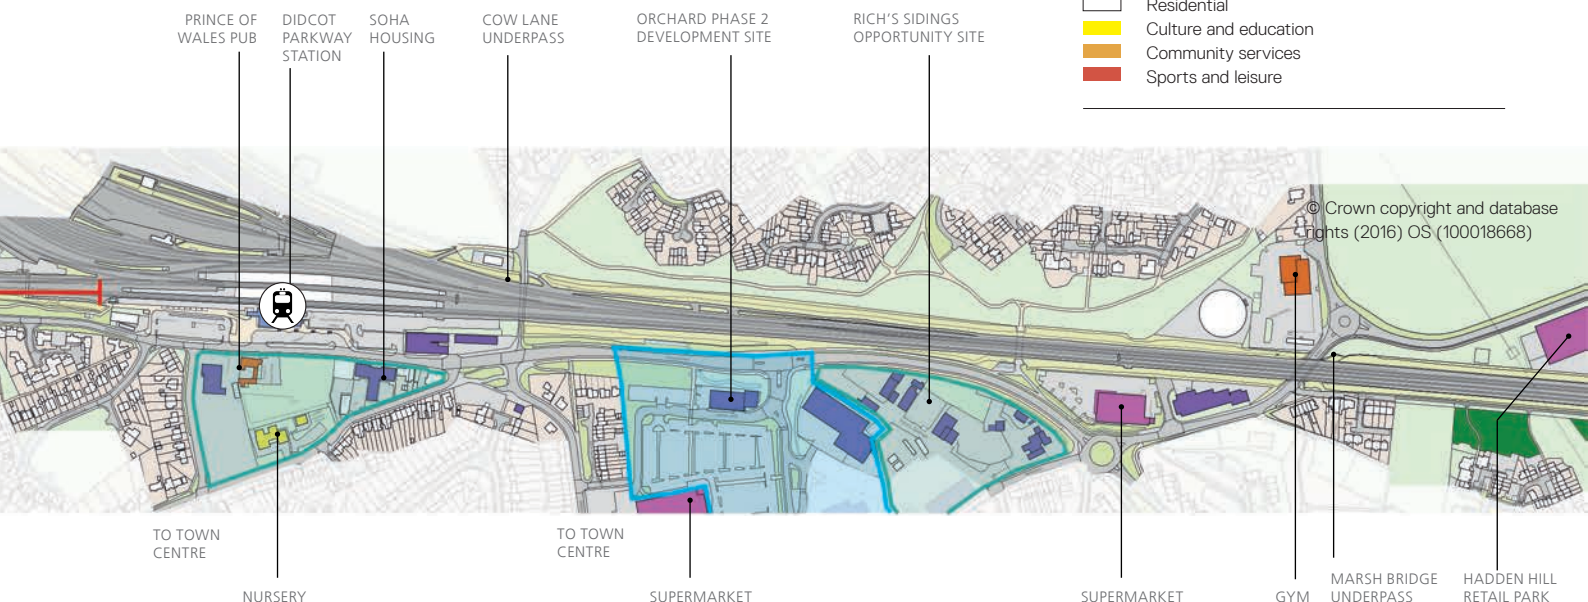 PRINCE OF
WALES PUB
DIDCOT
PARKWAY
STATION
SOHA
HOUSING
COW LANE
UNDERPASS
ORCHARD PHASE 2
DEVELOPMENT SITE
RICH'S SIDINGS
OPPORTUNITY SITE
Residential
Culture and education
Community services
Sports and leisure
© Crown copyright and database
rights (2016) OS (100018668)
TO TOWN
CENTRE
TO TOWN
CENTRE
NURSERY
SUPERMARKET
SUPERMARKET
GYM
MARSH BRIDGE
UNDERPASS
HADDEN HILL
RETAIL PARK